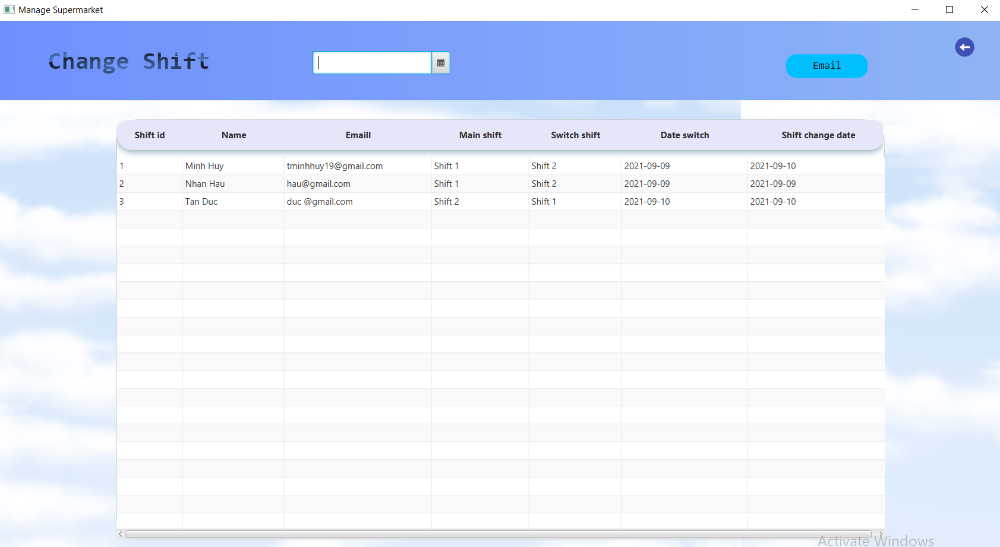 Manage Supermarket
Change Shift
Email
Shift id Name Emaill Main shift Switch shift Date switch Shift change date
1 Minh Huy tminhhuy19@gmail.com Shift 1 Shift 2 2021-09-09 2021-09-10
2 Nhan Hau hau@gmail.com Shift 1 Shift 2 2021-09-09 2021-09-09
3 Tan Duc duc @gmail.com Shift 2 Shift 1 2021-09-10 2021-09-10
Activate Windows